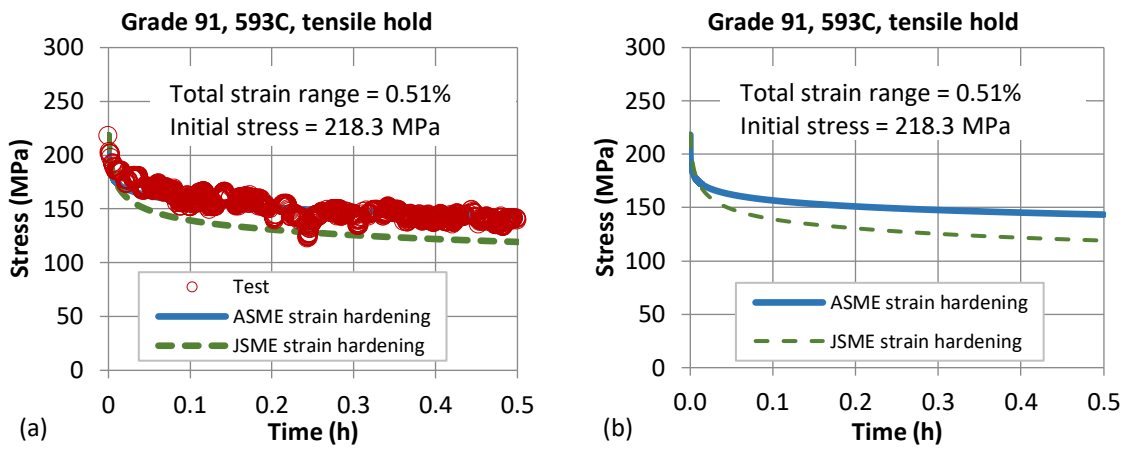 Grade 91, 593C, tensile hold
300
250
200
150
100
50
0
Stress (MPa)
Total strain range = 0.51%
Initial stress = 218.3 MPa
Test
ASME strain hardening
JSME strain hardening
0
0.1
0.2
0.3
0.4
0.5
Time (h)
(a)
Grade 91, 593C, tensile hold
300
250
200
150
100
50
0
Stress (MPa)
Total strain range = 0.51%
Initial stress = 218.3 MPa
ASME strain hardening
JSME strain hardening
0.0
0.1
0.2
0.3
0.4
0.5
Time (h)
(b)